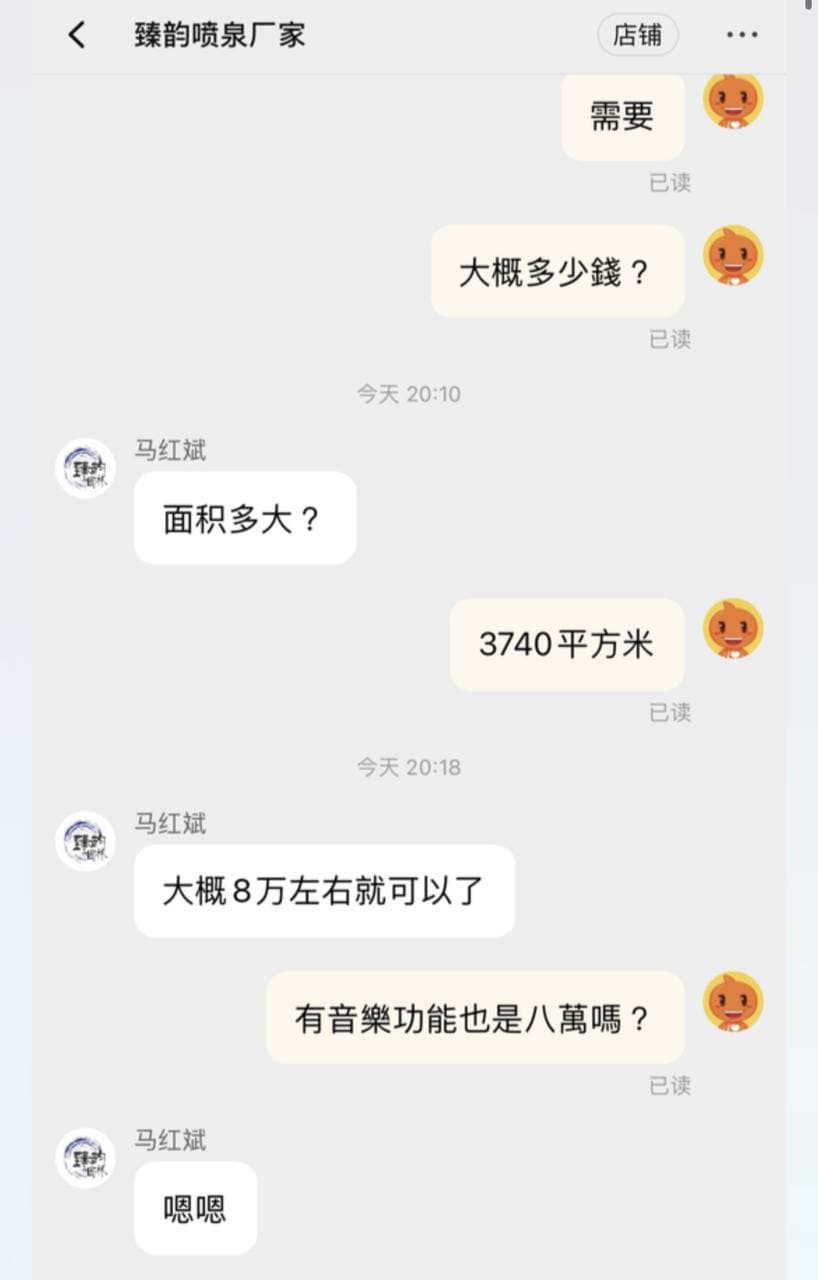 臻韵喷泉厂家
店铺
需要
已读
大概多少錢？
已读
今天 20:10
马红斌
面积多大？
3740平方米
已读
今天 20:18
马红斌
大概8万左右就可以了
有音樂功能也是八萬嗎？
已读
马红斌
嗯嗯